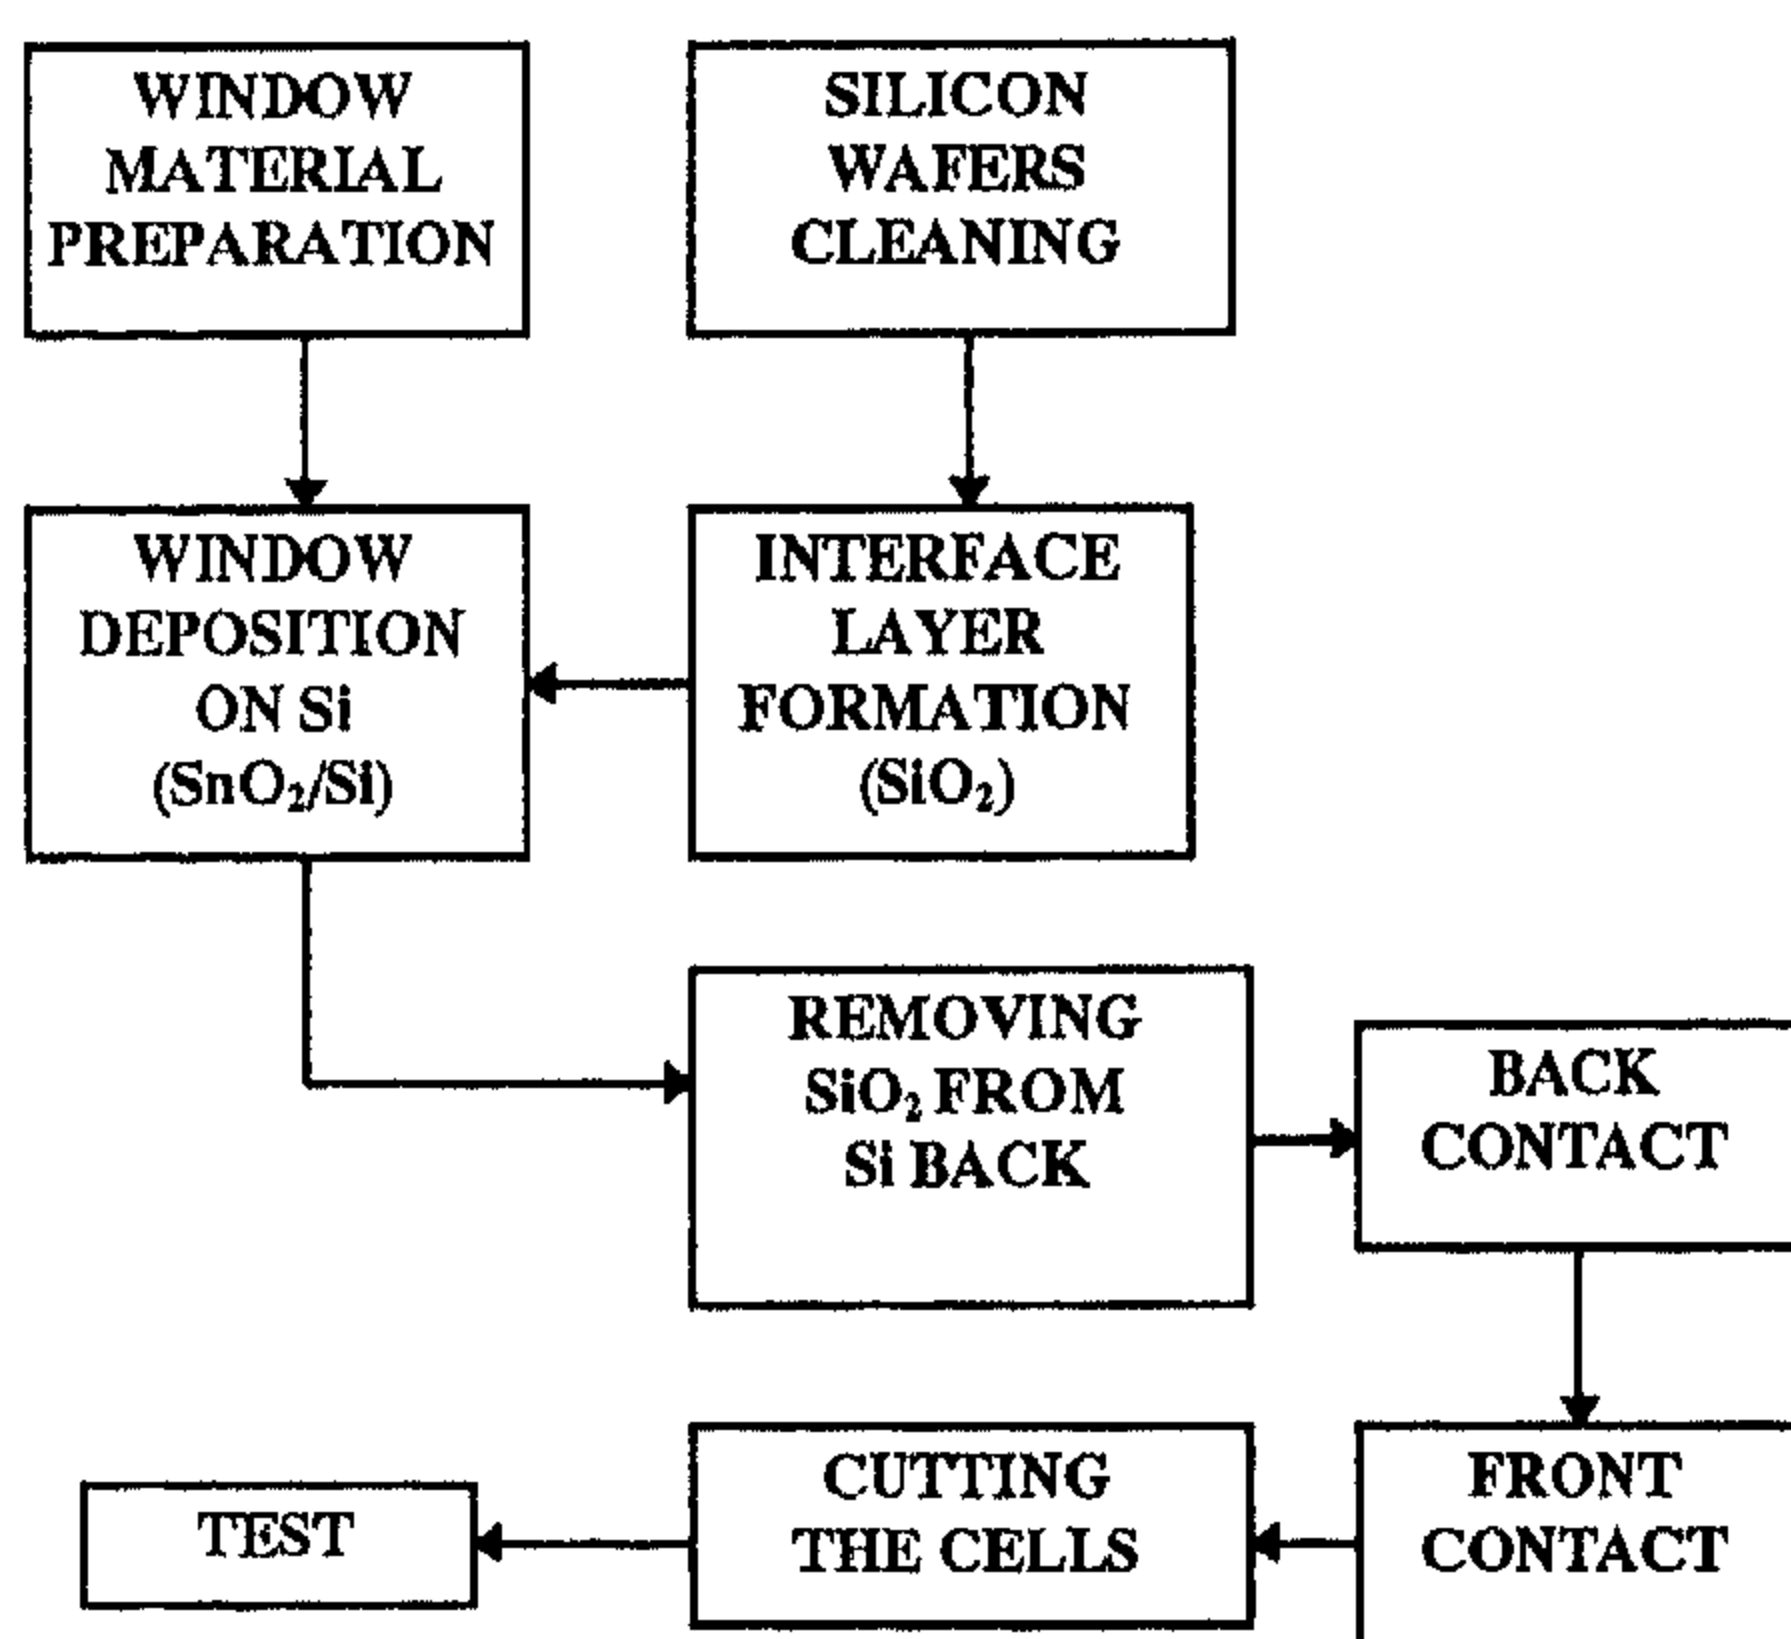 WINDOW
MATERIAL
PREPARATION
SILICON
WAFERS
CLEANING
WINDOW
DEPOSITION
ON Si
(SnO₂/Si)
INTERFACE
LAYER
FORMATION
(SiO₂)
REMOVING
SiO₂ FROM
Si BACK
BACK
CONTACT
FRONT
CONTACT
CUTTING
THE CELLS
TEST